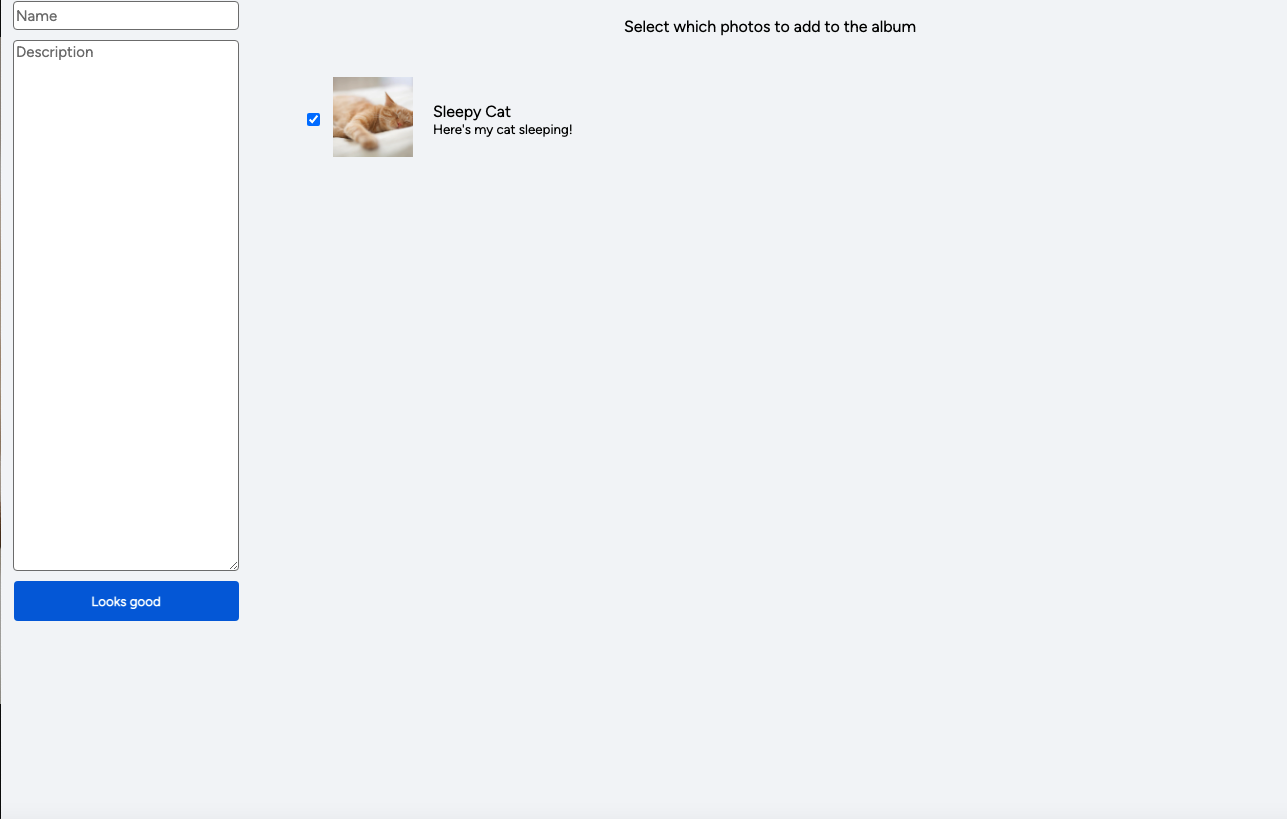 Name
Description
Looks good
Select which photos to add to the album
Sleepy Cat
Here's my cat sleeping!